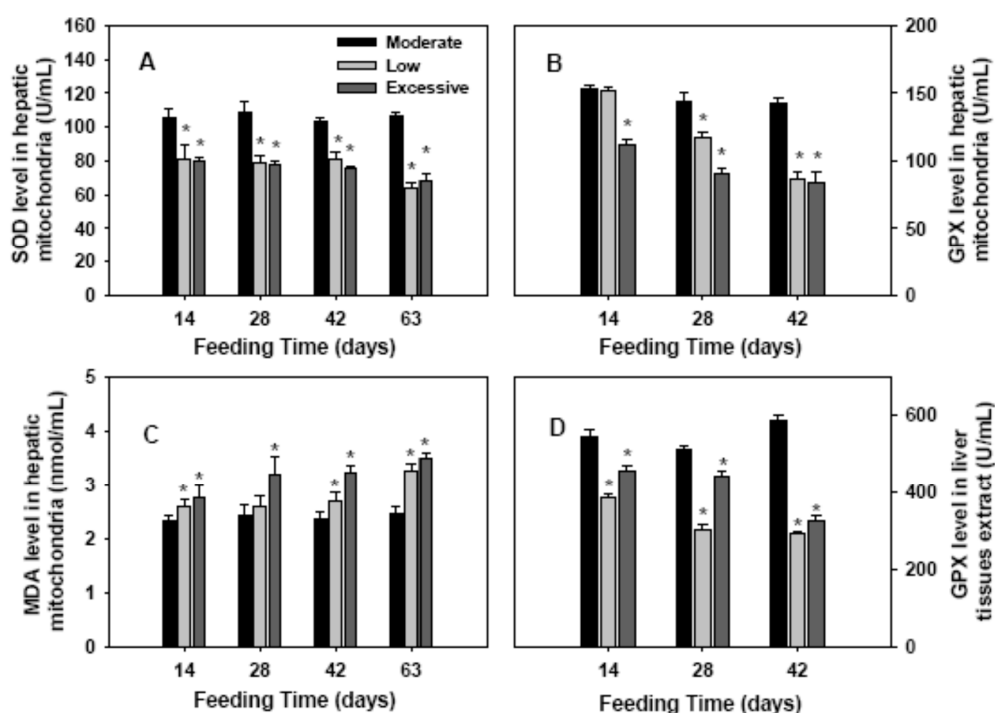 A
Moderate
Low
Excessive
SOD level in hepatic
mitochondria (U/mL)
160
140
120
100
80
60
40
20
0
* * * * * * * *
14 28 42 63
Feeding Time (days)
B
GPX level in hepatic
mitochondria (U/mL)
200
150
100
50
0
* * * * *
14 28 42
Feeding Time (days)
C
MDA level in hepatic
mitochondria (nmol/mL)
5
4
3
2
1
0
* * * * * * *
14 28 42 63
Feeding Time (days)
D
GPX level in liver
tissues extract (U/mL)
600
400
200
0
* * * * * *
14 28 42
Feeding Time (days)